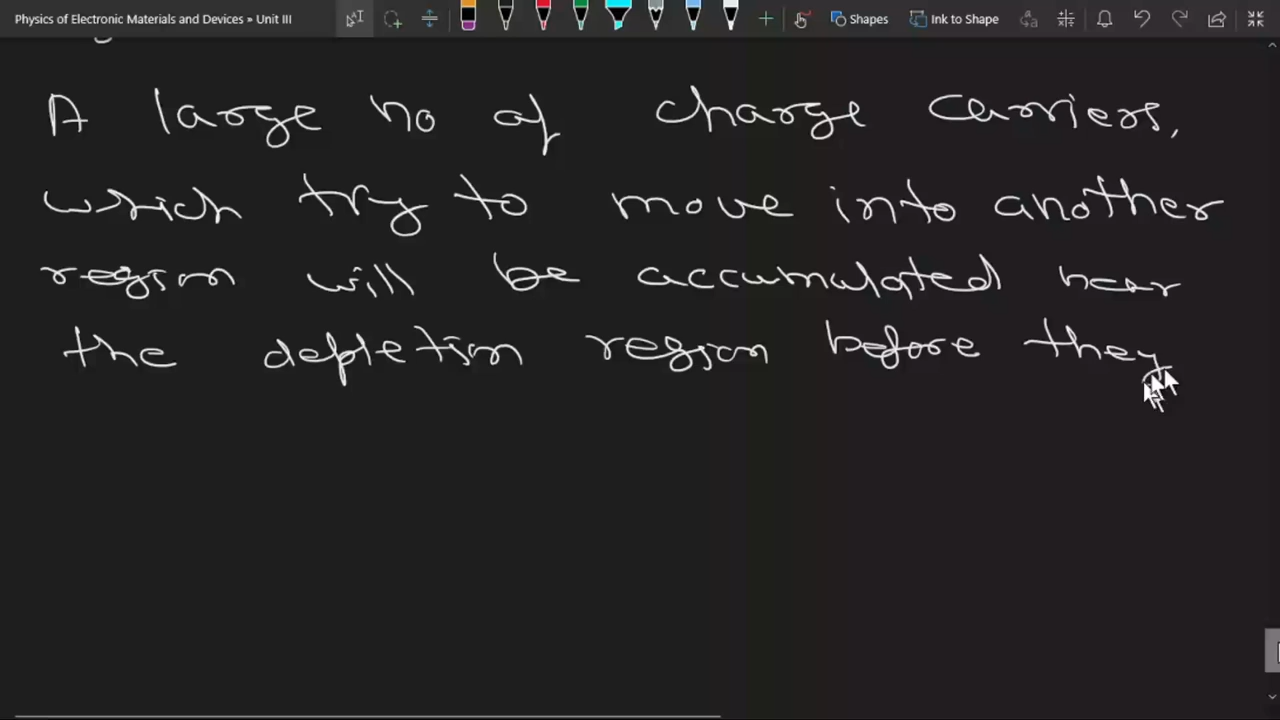 Physics of Electronic Materials and Devices » Unit III
Shapes
Ink to Shape
A large no of charge carriers,
which try to move into another
region will be accumulated near
the depletion region before they